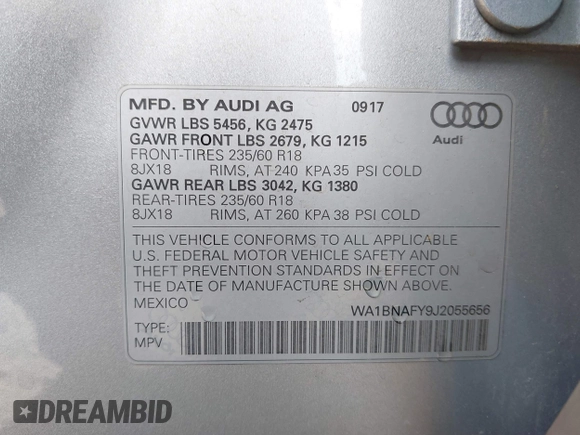 MFD. BY AUDI AG 0917
GVWR LBS 5456, KG 2475
GAWR FRONT LBS 2679, KG 1215
FRONT-TIRES 235/60 R18
8JX18 RIMS, AT 240 KPA 35 PSI COLD
GAWR REAR LBS 3042, KG 1380
REAR-TIRES 235/60 R18
8JX18 RIMS, AT 260 KPA 38 PSI COLD
Audi
THIS VEHICLE CONFORMS TO ALL APPLICABLE
U.S. FEDERAL MOTOR VEHICLE SAFETY AND
THEFT PREVENTION STANDARDS IN EFFECT ON
THE DATE OF MANUFACTURE SHOWN ABOVE.
MEXICO WA1BNAFY9J2055656
TYPE:
MPV
DREAMBID